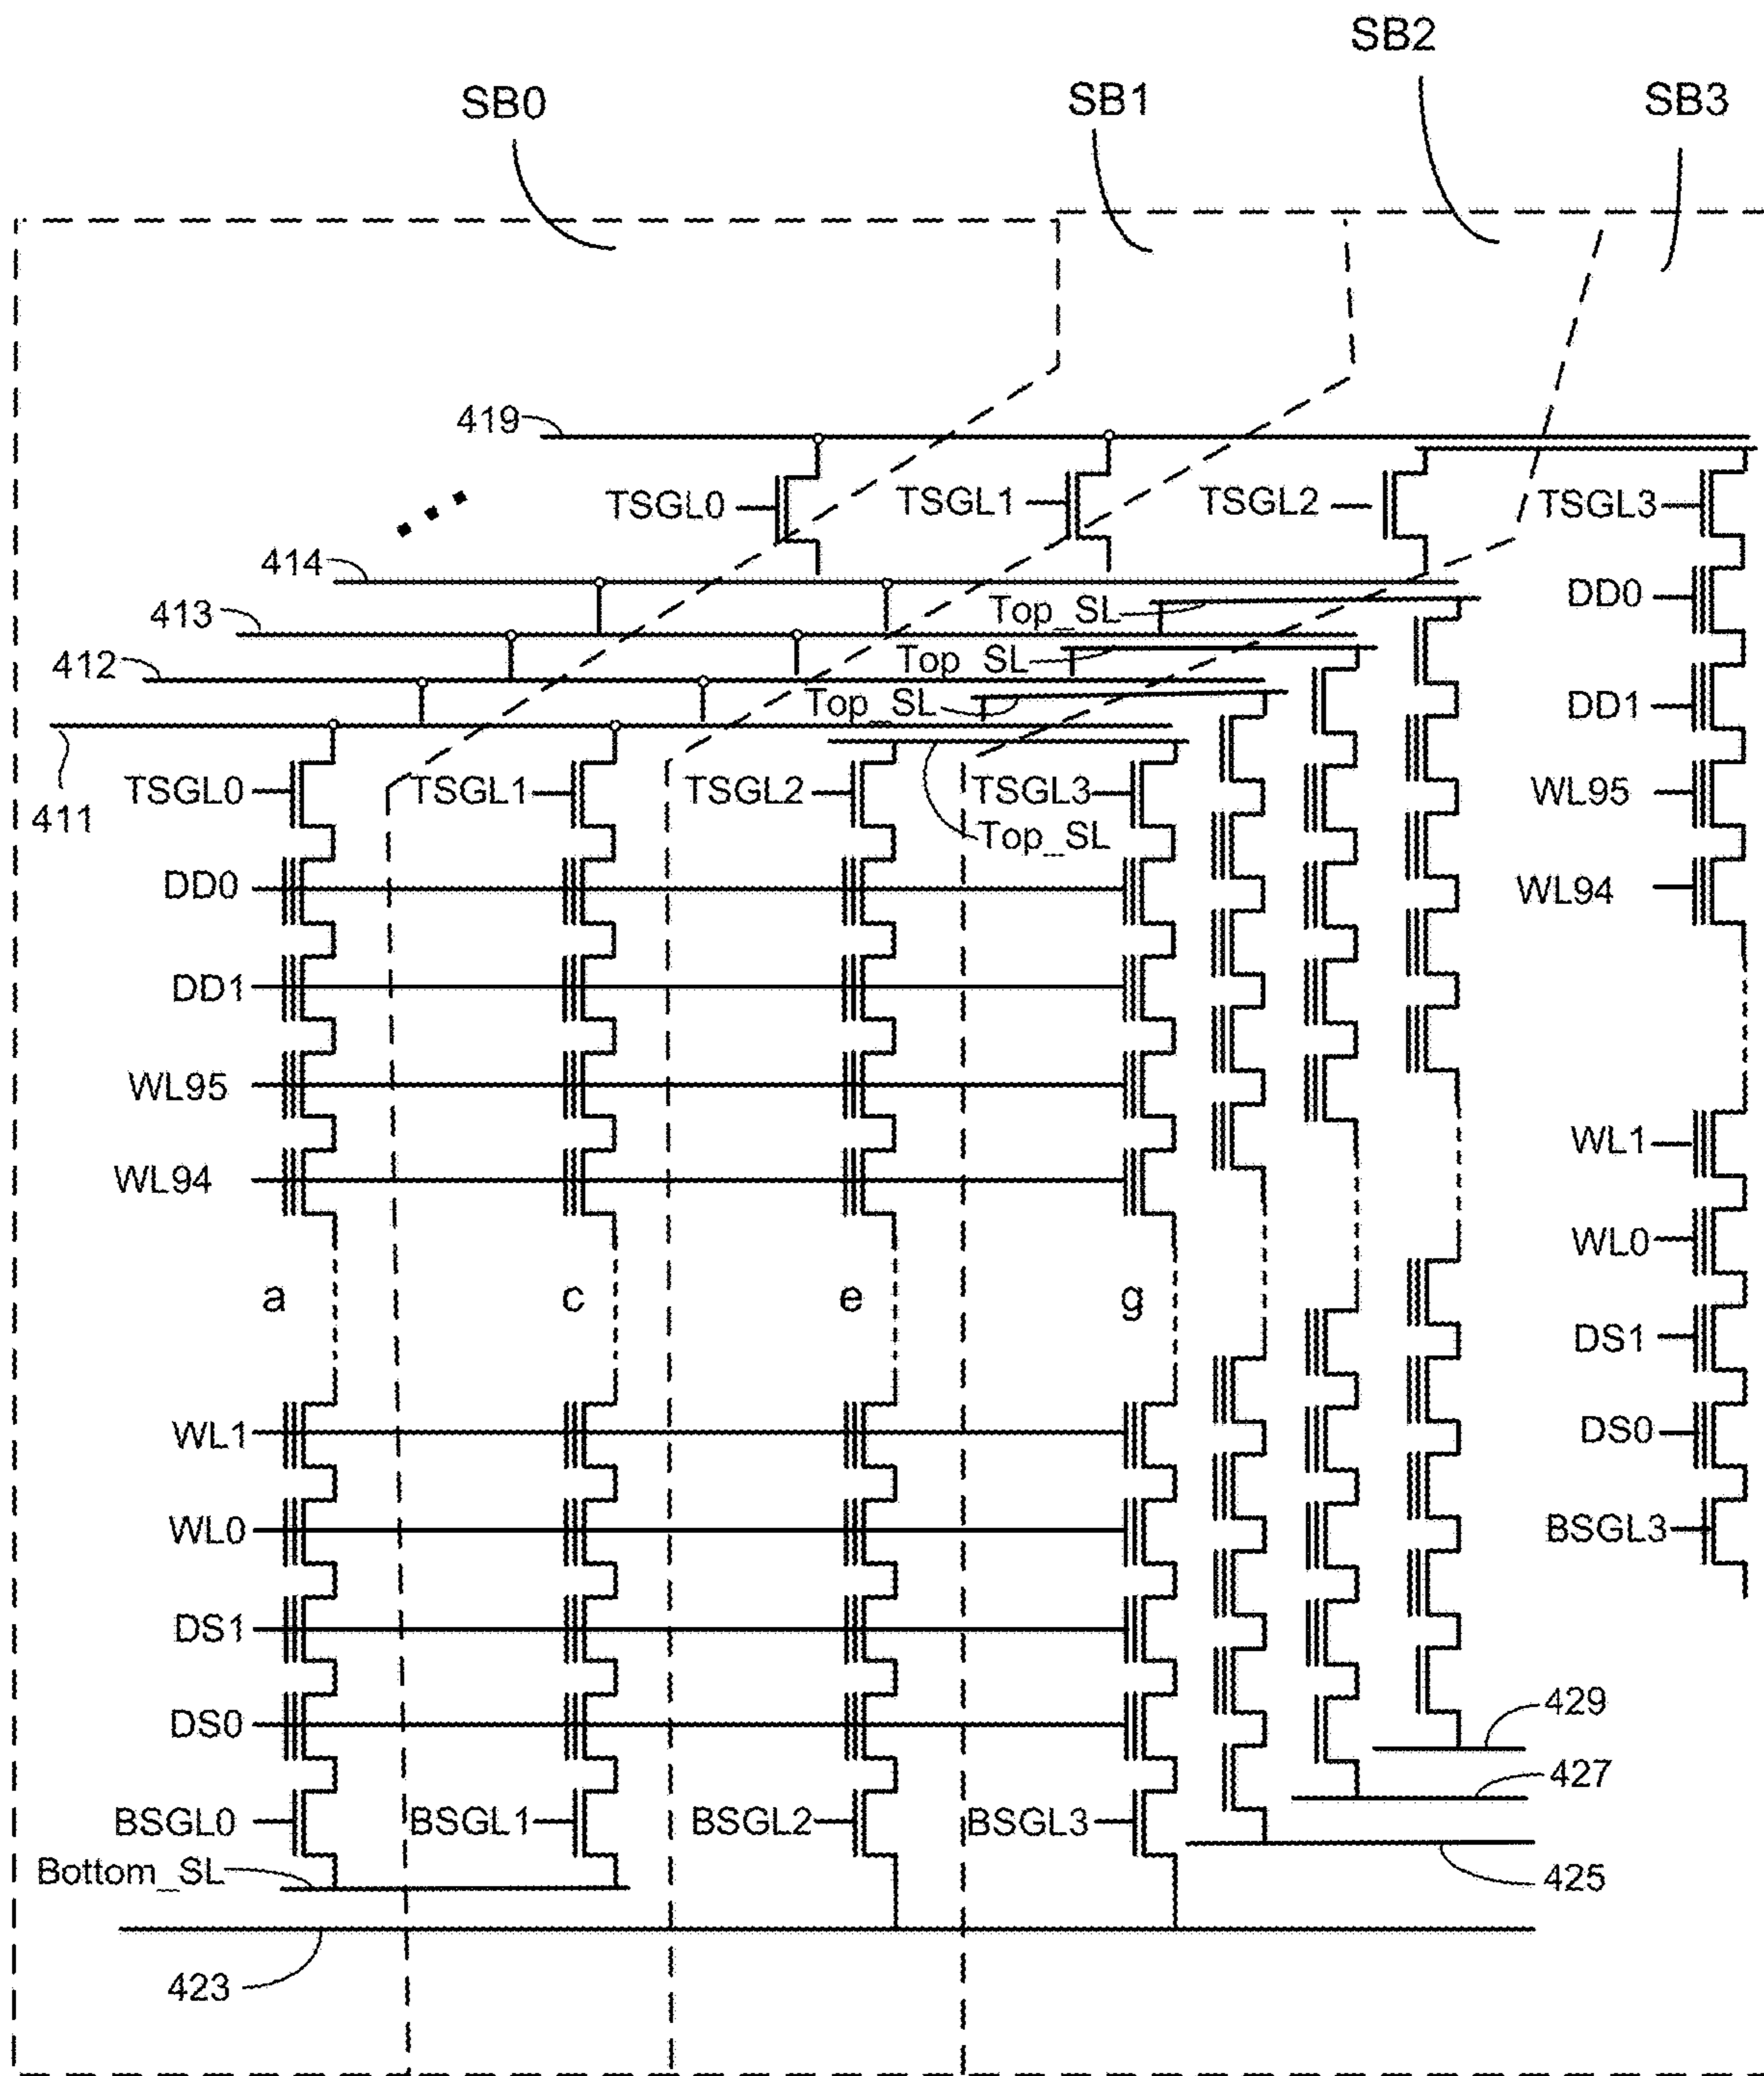 SB2
SB0 SB1 SB3
419
TSGL0 TSGL1 TSGL2 TSGL3
414
DD0
413 Top_SL
412 Top_SL
Top_SL DD1
TSGL0 TSGL1 TSGL2 TSGL3 WL95
411 Top_SL
DD0 WL94
DD1
WL95
WL1
WL94
WL0
a c e g
DS1
WL1 DS0
WL0 BSGL3
DS1
DS0 429
427
BSGL0 BSGL1 BSGL2 BSGL3
Bottom_SL 425
423